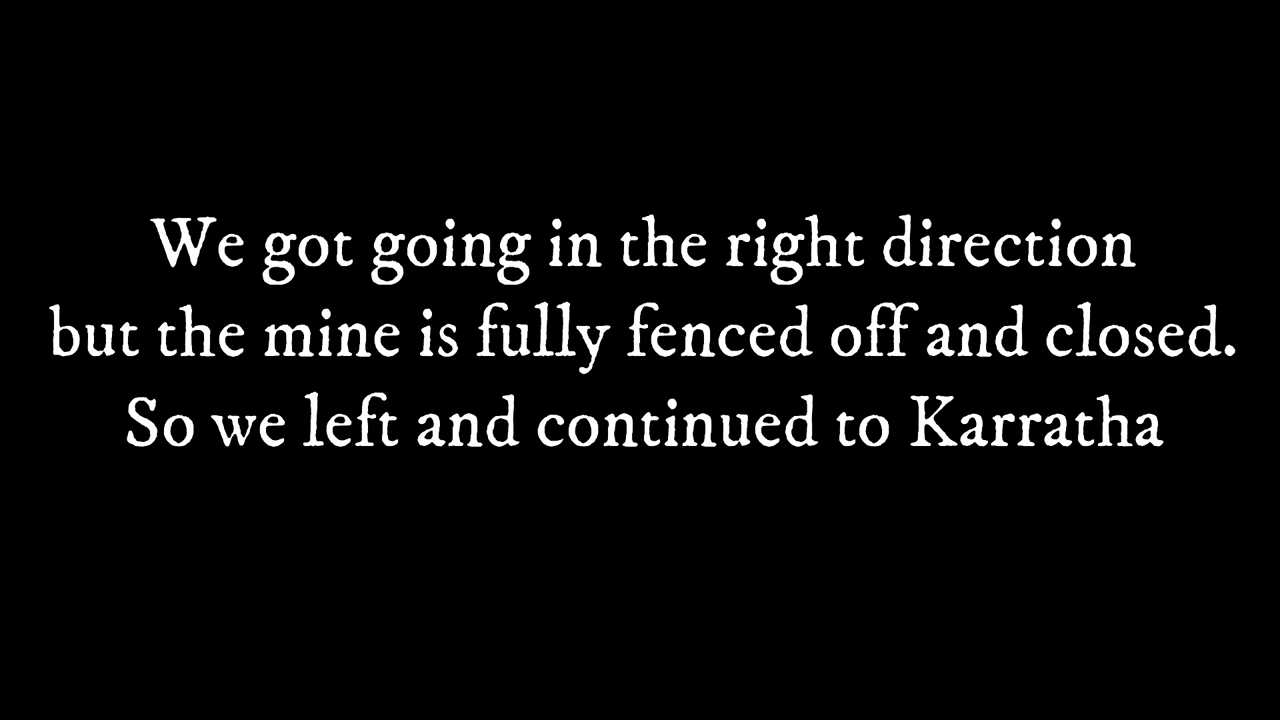 We got going in the right direction
but the mine is fully fenced off and closed.
So we left and continued to Karratha